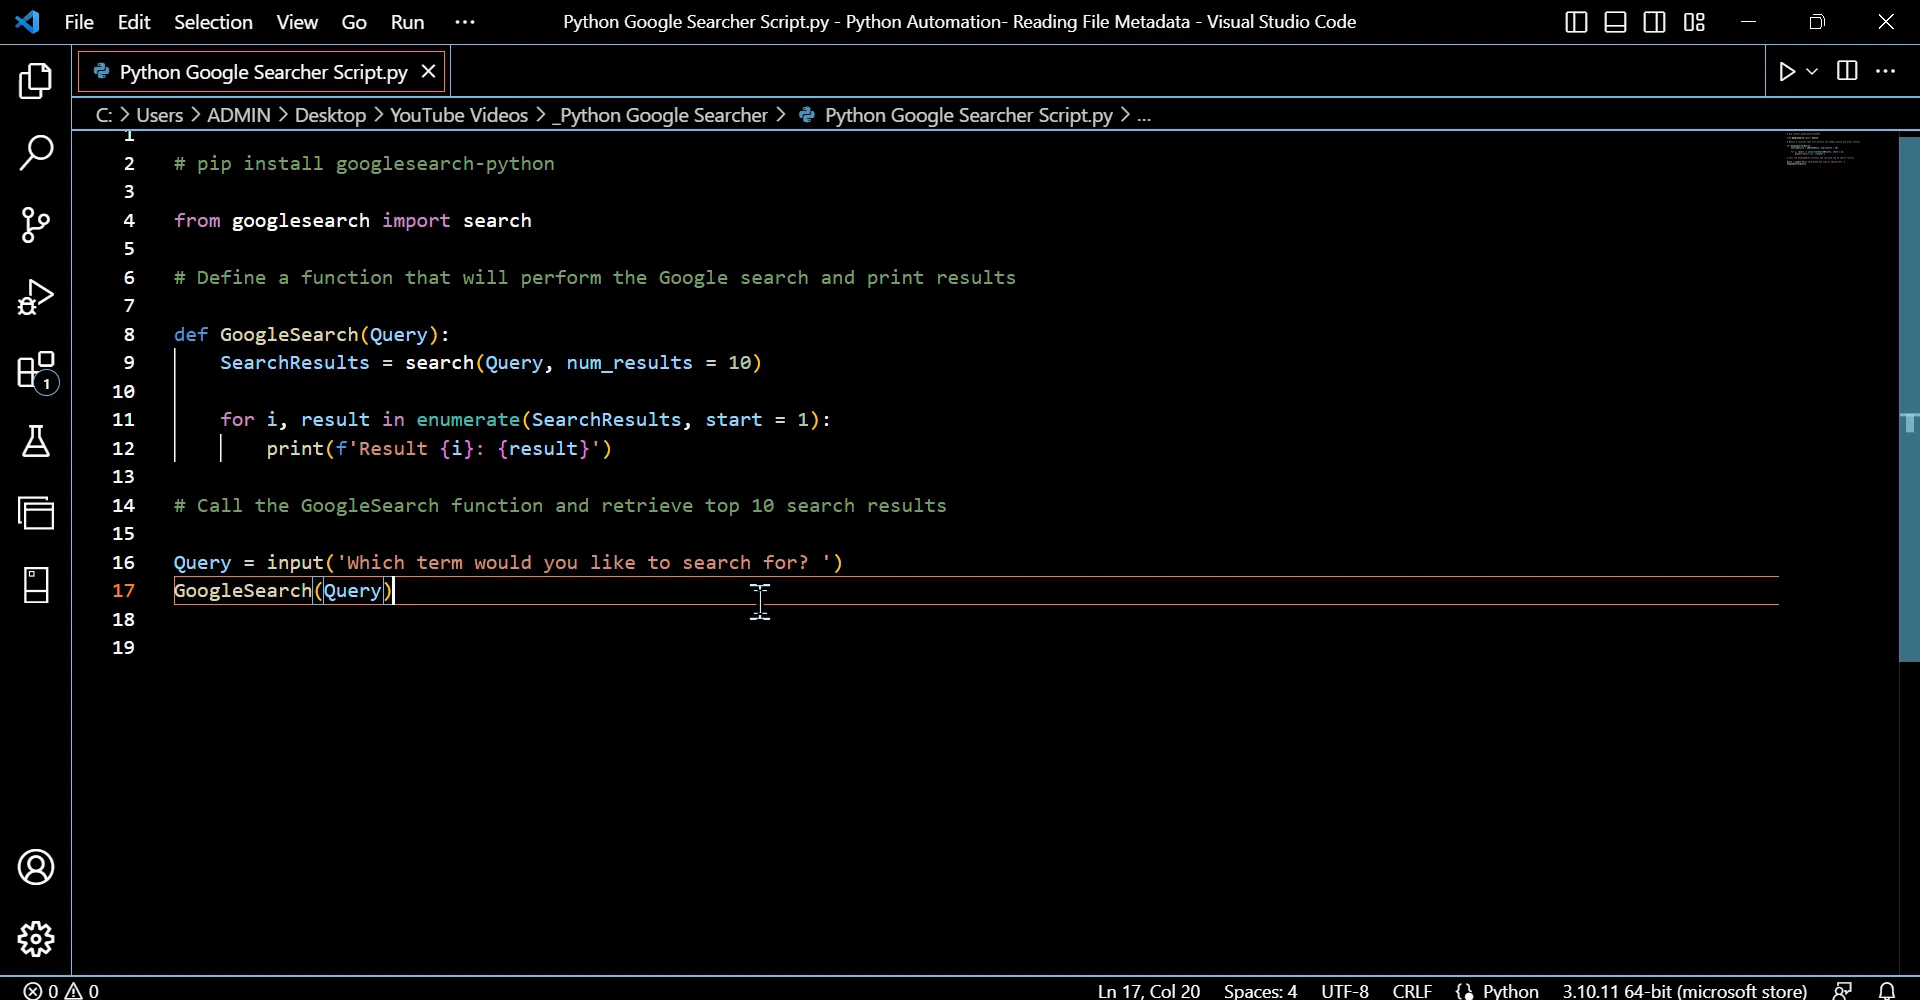 File Edit Selection View Go Run ··· Python Google Searcher Script.py - Python Automation- Reading File Metadata - Visual Studio Code
Python Google Searcher Script.py
C: > Users > ADMIN > Desktop > YouTube Videos > _Python Google Searcher > Python Google Searcher Script.py > ...
1
2 # pip install googlesearch-python
3
4 from googlesearch import search
5
6 # Define a function that will perform the Google search and print results
7
8 def GoogleSearch(Query):
9 SearchResults = search(Query, num_results = 10)
10
11 for i, result in enumerate(SearchResults, start = 1):
12 print(f'Result {i}: {result}')
13
14 # Call the GoogleSearch function and retrieve top 10 search results
15
16 Query = input('Which term would you like to search for? ')
17 GoogleSearch(Query)
18
19
1
0 0 Ln 17, Col 20 Spaces: 4 UTF-8 CRLF Python 3.10.11 64-bit (microsoft store)